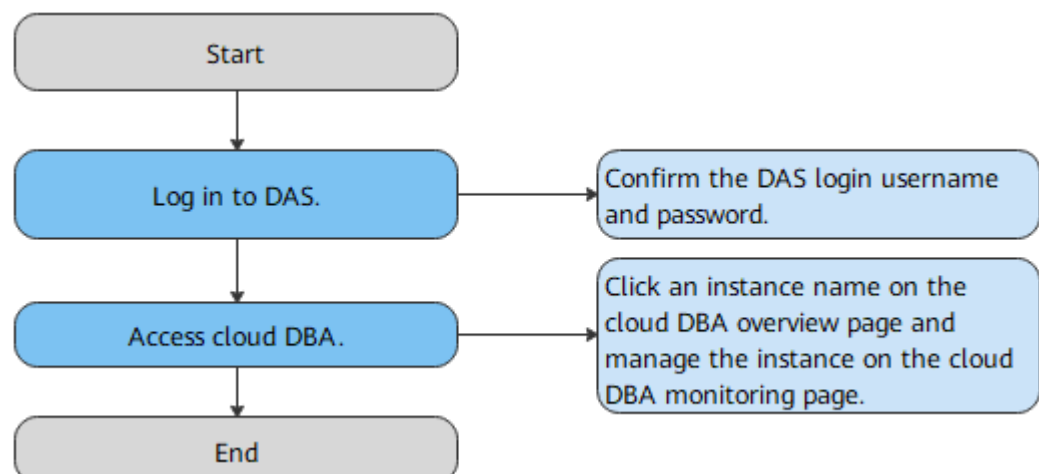 Start
Log in to DAS.
Confirm the DAS login username
and password.
Access cloud DBA.
Click an instance name on the
cloud DBA overview page and
manage the instance on the cloud
DBA monitoring page.
End